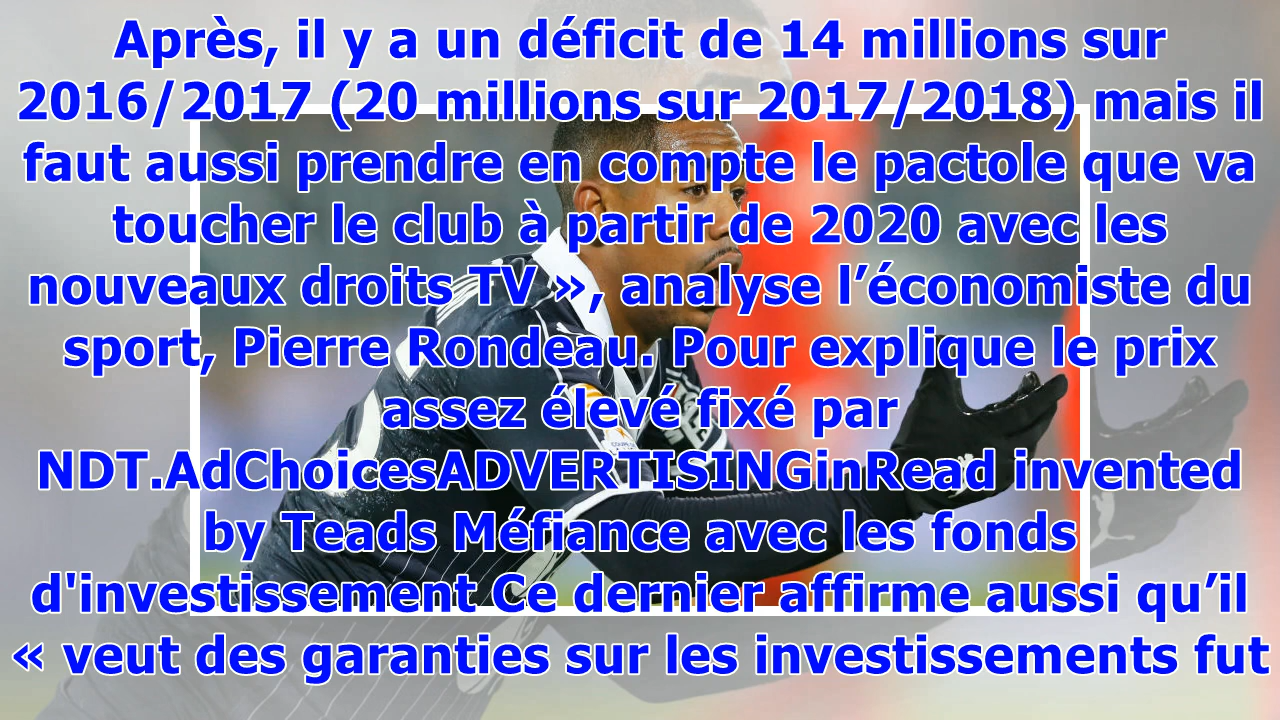 Après, il y a un déficit de 14 millions sur
2016/2017 (20 millions sur 2017/2018) mais il
faut aussi prendre en compte le pactole que va
toucher le club à partir de 2020 avec les
nouveaux droits TV », analyse l’économiste du
sport, Pierre Rondeau. Pour explique le prix
assez élevé fixé par
NDT.AdChoicesADVERTISINGinRead invented
by Teads Méfiance avec les fonds
d'investissement Ce dernier affirme aussi qu’il
« veut des garanties sur les investissements fut